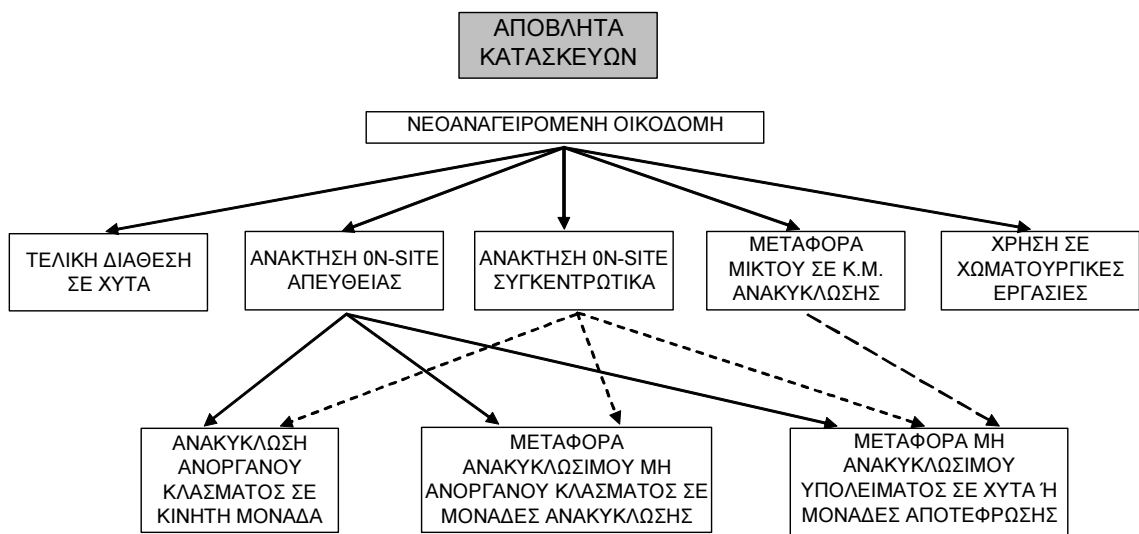 ΑΠΟΒΛΗΤΑ
ΚΑΤΑΣΚΕΥΩΝ
ΝΕΟΑΝΑΓΕΙΡΟΜΕΝΗ ΟΙΚΟΔΟΜΗ
ΤΕΛΙΚΗ ΔΙΑΘΕΣΗ
ΣΕ ΧΥΤΑ
ΑΝΑΚΤΗΣΗ 0N-SITE
ΑΠΕΥΘΕΙΑΣ
ΑΝΑΚΤΗΣΗ 0N-SITE
ΣΥΓΚΕΝΤΡΩΤΙΚΑ
ΜΕΤΑΦΟΡΑ
ΜΙΚΤΟΥ ΣΕ Κ.Μ.
ΑΝΑΚΥΚΛΩΣΗΣ
ΧΡΗΣΗ ΣΕ
ΧΩΜΑΤΟΥΡΓΙΚΕΣ
ΕΡΓΑΣΙΕΣ
ΑΝΑΚΥΚΛΩΣΗ
ΑΝΟΡΓΑΝΟΥ
ΚΛΑΣΜΑΤΟΣ ΣΕ
ΚΙΝΗΤΗ ΜΟΝΑΔΑ
ΜΕΤΑΦΟΡΑ
ΑΝΑΚΥΚΛΩΣΙΜΟΥ ΜΗ
ΑΝΟΡΓΑΝΟΥ ΚΛΑΣΜΑΤΟΣ ΣΕ
ΜΟΝΑΔΕΣ ΑΝΑΚΥΚΛΩΣΗΣ
ΜΕΤΑΦΟΡΑ ΜΗ
ΑΝΑΚΥΚΛΩΣΙΜΟΥ
ΥΠΟΛΕΙΜΑΤΟΣ ΣΕ ΧΥΤΑ Ή
ΜΟΝΑΔΕΣ ΑΠΟΤΕΦΡΩΣΗΣ